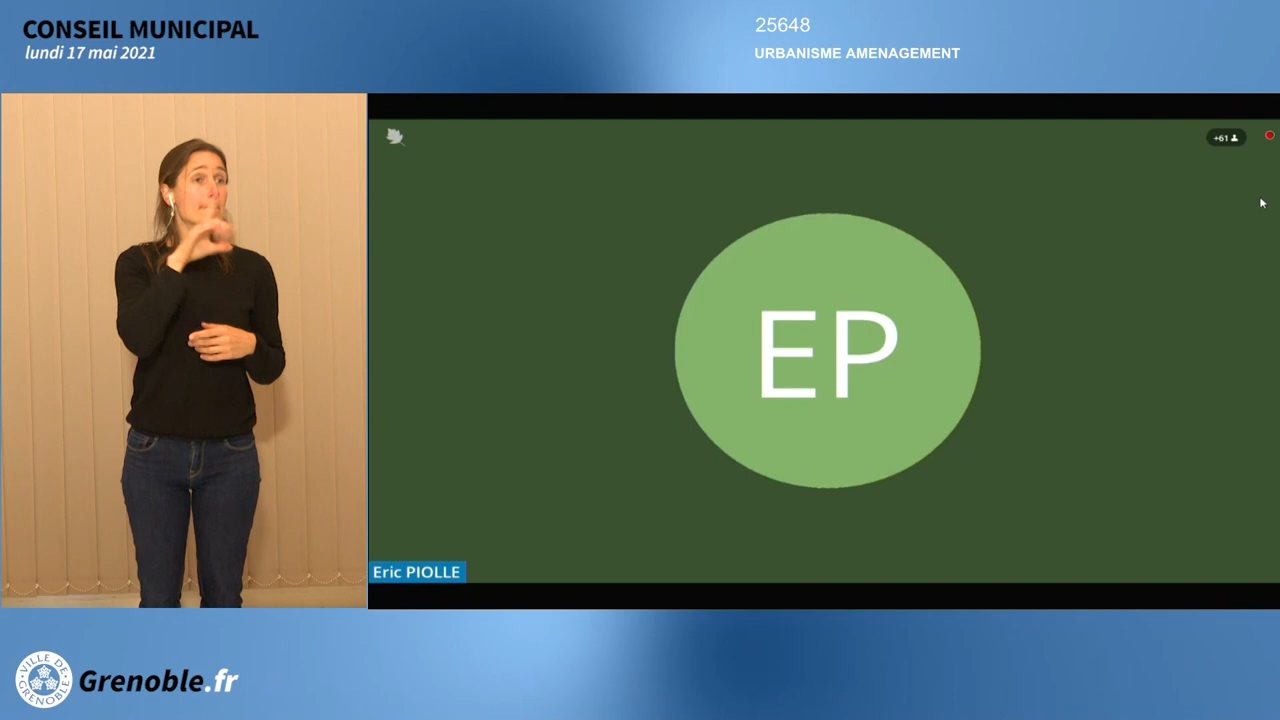 CONSEIL MUNICIPAL
lundi 17 mai 2021
25648
URBANISME AMENAGEMENT
+61
EP
Eric PIOLLE
VILLE DE GRENOBLE
Grenoble.fr